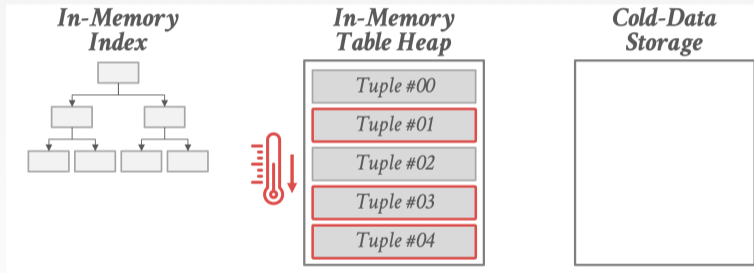 In-Memory
Index
In-Memory
Table Heap
Cold-Data
Storage
Tuple #00
Tuple #01
Tuple #02
Tuple #03
Tuple #04